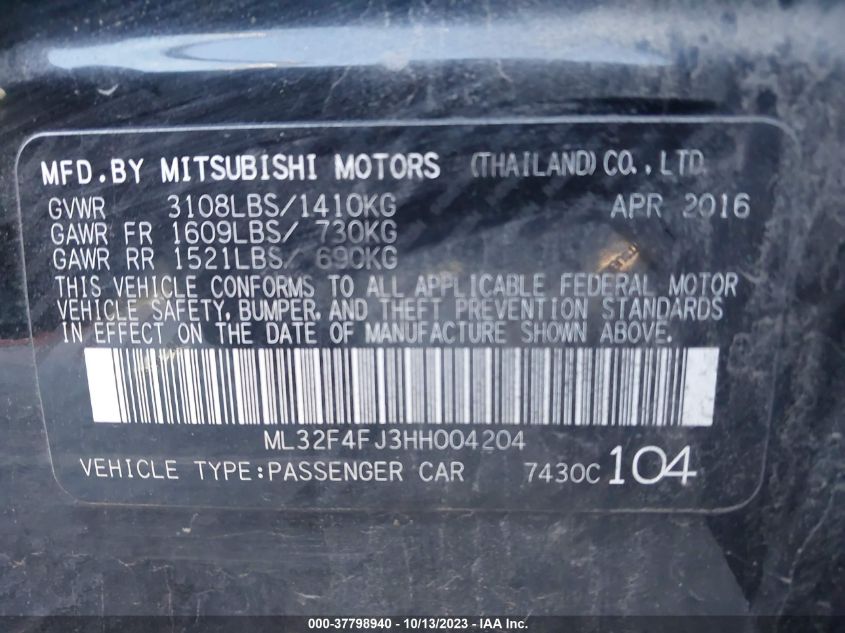 MFD.BY MITSUBISHI MOTORS (THAILAND) CO.,LTD.
GVWR 3108LBS/1410KG APR 2016
GAWR FR 1609LBS/ 730KG
GAWR RR 1521LBS/ 690KG
THIS VEHICLE CONFORMS TO ALL APPLICABLE FEDERAL MOTOR
VEHICLE SAFETY, BUMPER, AND THEFT PREVENTION STANDARDS
IN EFFECT ON THE DATE OF MANUFACTURE SHOWN ABOVE.
ML32F4FJ3HH004204
VEHICLE TYPE:PASSENGER CAR 7430C 104
000-37798940 - 10/13/2023 - IAA Inc.